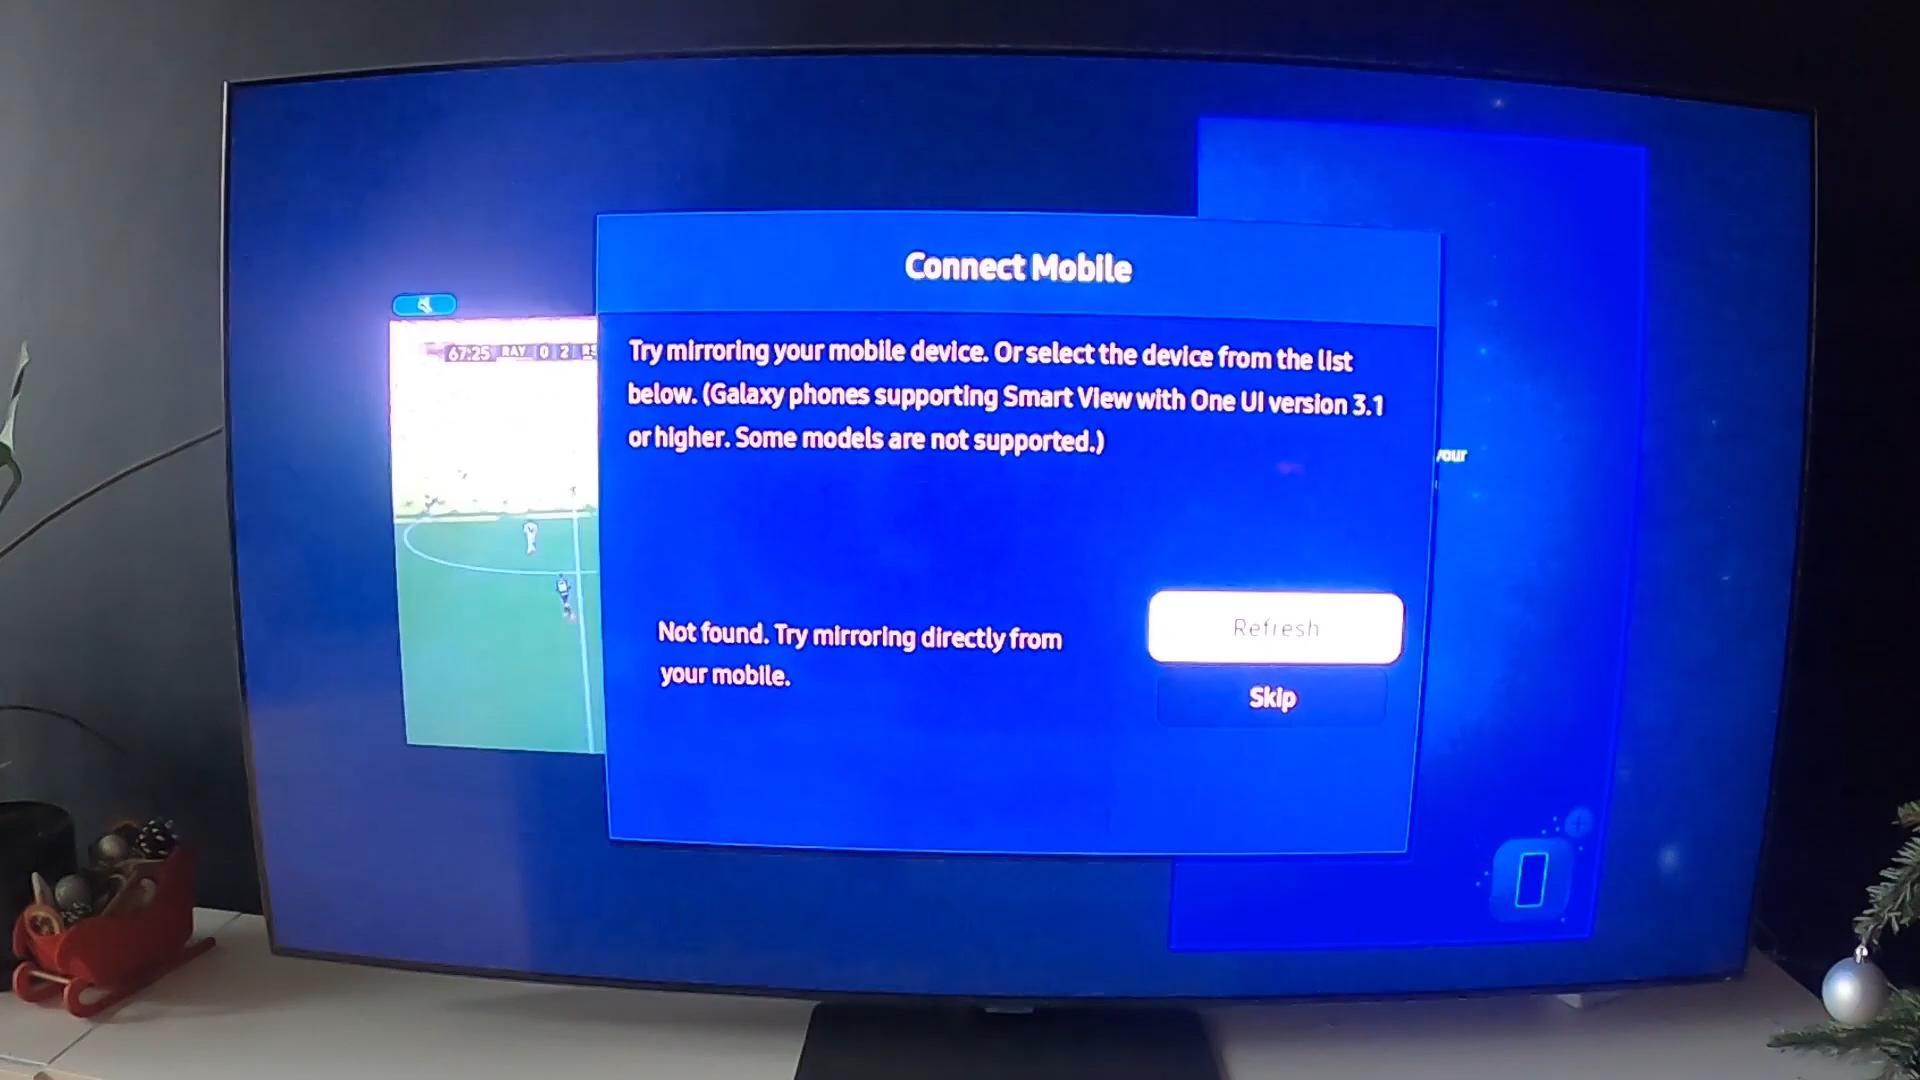 Connect Mobile
67:25 RAY 0 2
Try mirroring your mobile device. Or select the device from the list
below. (Galaxy phones supporting Smart View with One UI version 3.1
or higher. Some models are not supported.)
your
Not found. Try mirroring directly from
your mobile.
Refresh
Skip